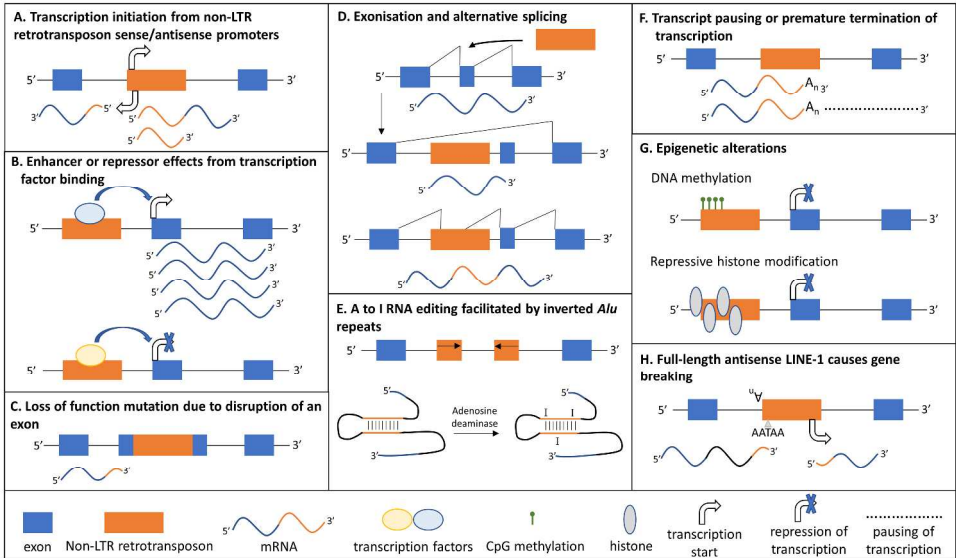 A. Transcription initiation from non-LTR
retrotransposon sense/antisense promoters
5’ 3’
3’ 5’ 5’ 3’
5’ 3’
B. Enhancer or repressor effects from transcription
factor binding
5’ 3’
5’ 3’
5’ 3’
5’ 3’
5’ 3’
5’ 3’
C. Loss of function mutation due to disruption of an
exon
5’ 3’
5’ 3’
D. Exonisation and alternative splicing
5’ 3’
5’ 3’
5’ 3’
5’ 3’
5’ 3’
5’ 3’
E. A to I RNA editing facilitated by inverted Alu
repeats
5’ 3’
5’ 5’
Adenosine
deaminase
I I
I
3’ 3’
F. Transcript pausing or premature termination of
transcription
5’ 3’
5’ An 3’
5’ An 3’
G. Epigenetic alterations
DNA methylation
5’ 3’
Repressive histone modification
5’ 3’
H. Full-length antisense LINE-1 causes gene
breaking
An
5’ 3’
AATAA
5’ 3’ 5’ 3’
exon
Non-LTR retrotransposon
mRNA
transcription factors
CpG methylation
histone
transcription
start
repression of
transcription
pausing of
transcription